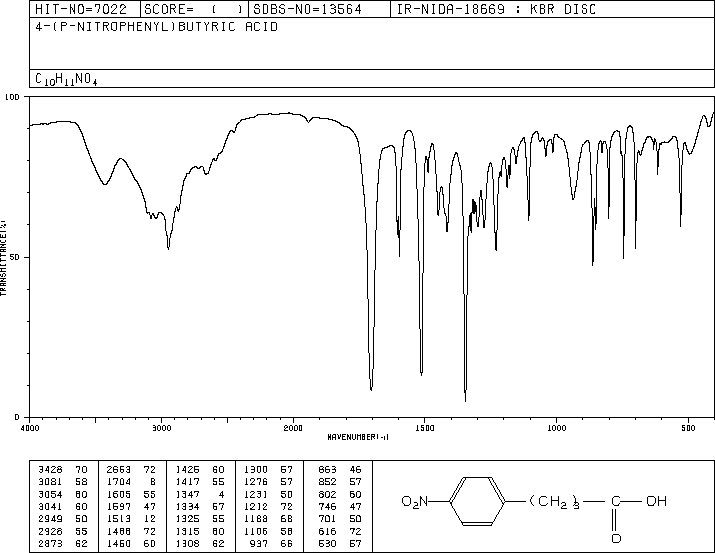 HIT-NO=7022 SCORE= ( ) SDBS-NO=13564 IR-NIDA-18669 : KBR DISC
4-(P-NITROPHENYL)BUTYRIC ACID
C10H11NO4
100
50
0
TRANSMITTANCE(%)
4000 3000 2000 1500 1000 500
WAVENUMBER(-1)
3428 70 2663 72 1425 60 1300 57 863 46
3081 58 1704 8 1417 55 1276 57 852 57
3054 60 1605 55 1347 4 1231 50 802 60
3041 60 1597 47 1334 57 1212 72 746 47
2949 50 1513 12 1325 55 1188 68 701 50
2928 55 1488 72 1315 60 1106 58 616 72
2873 62 1450 60 1308 62 937 66 530 57
O2N (CH2)3 C OH
O